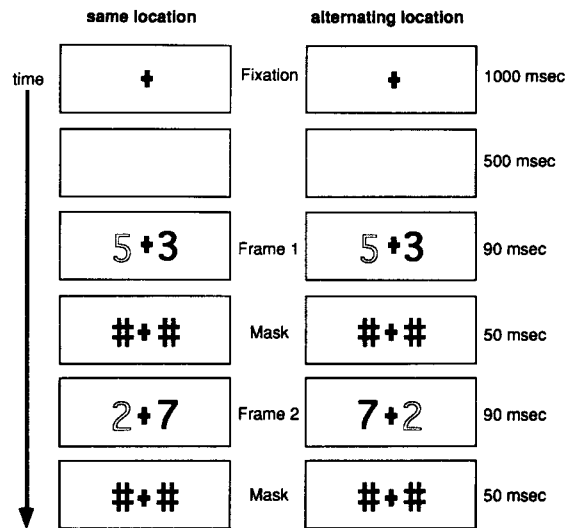 same location alternating location
time + Fixation + 1000 msec
500 msec
5+3 Frame 1 5+3 90 msec
#+# Mask #+# 50 msec
2+7 Frame 2 7+2 90 msec
#+# Mask #+# 50 msec